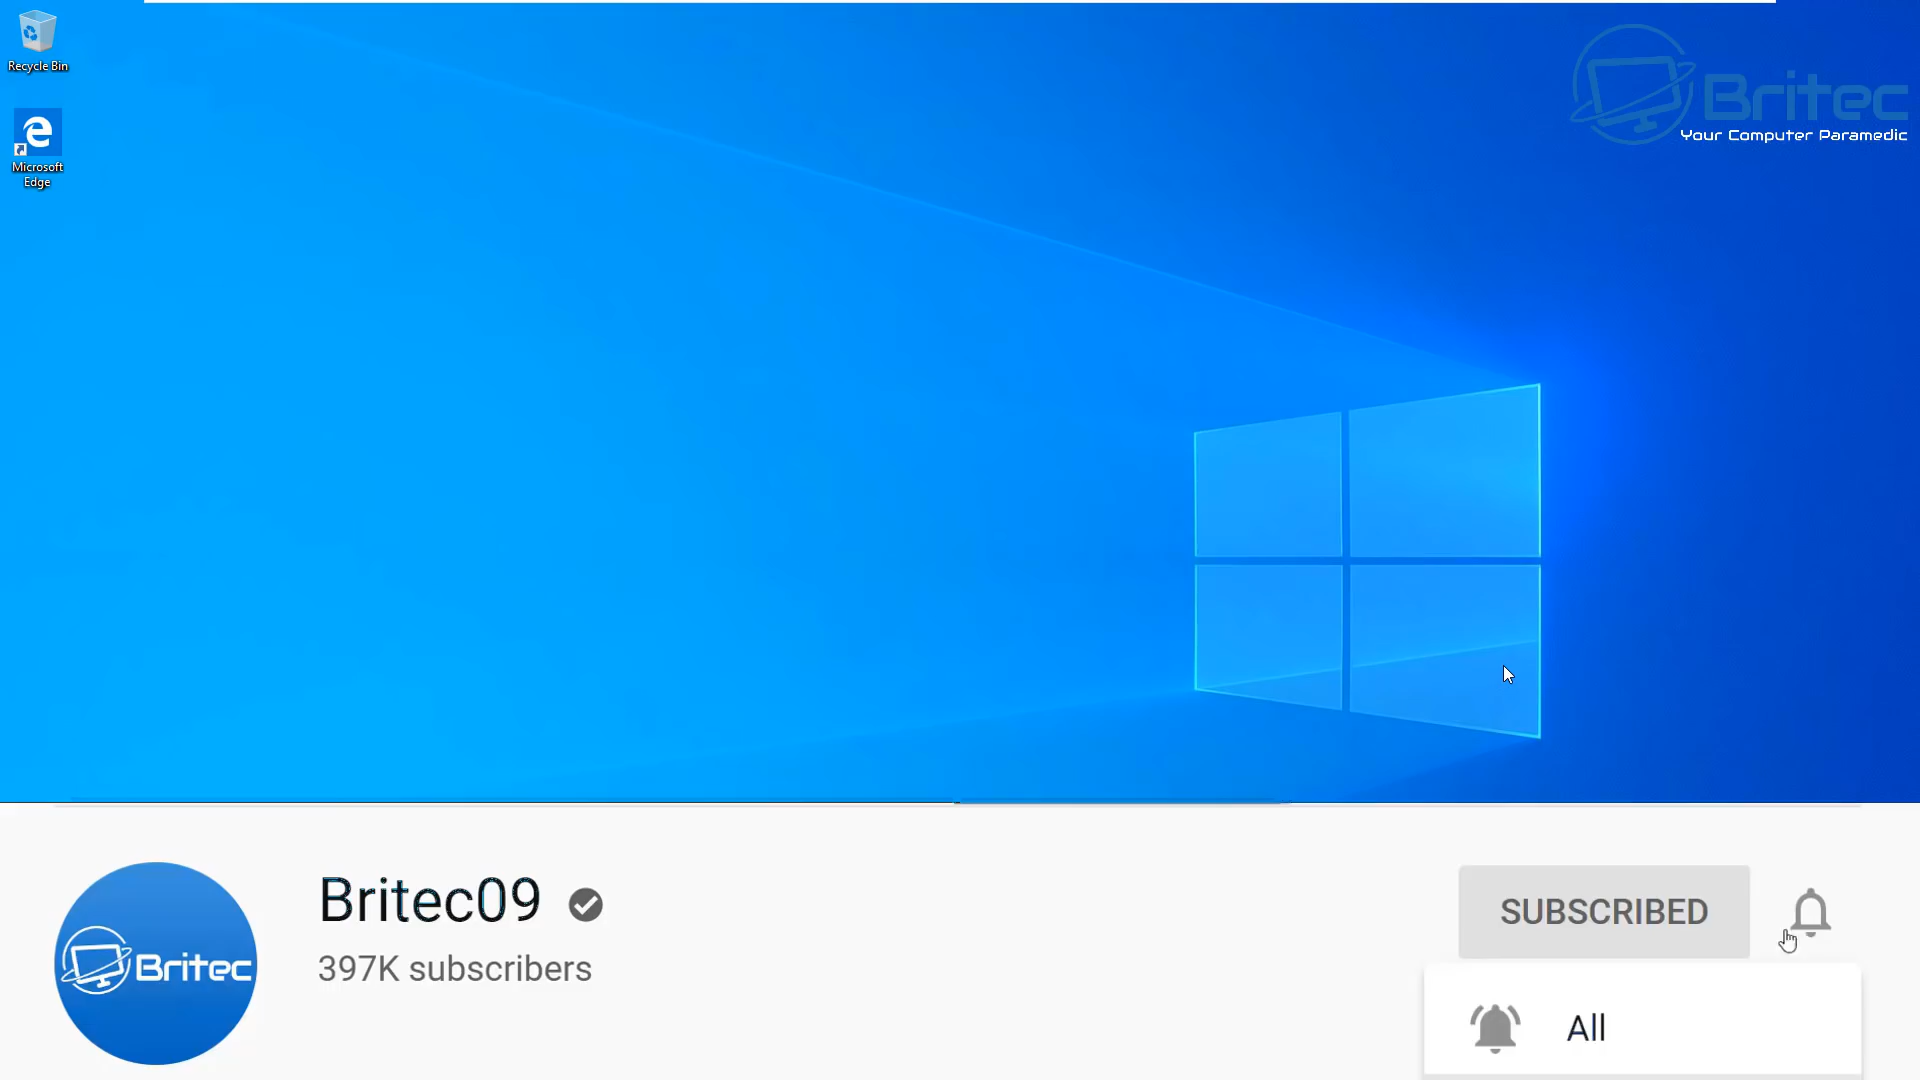 Recycle Bin
Microsoft
Edge
Britec
Your Computer Paramedic
Britec09
397K subscribers
Britec
SUBSCRIBED
All